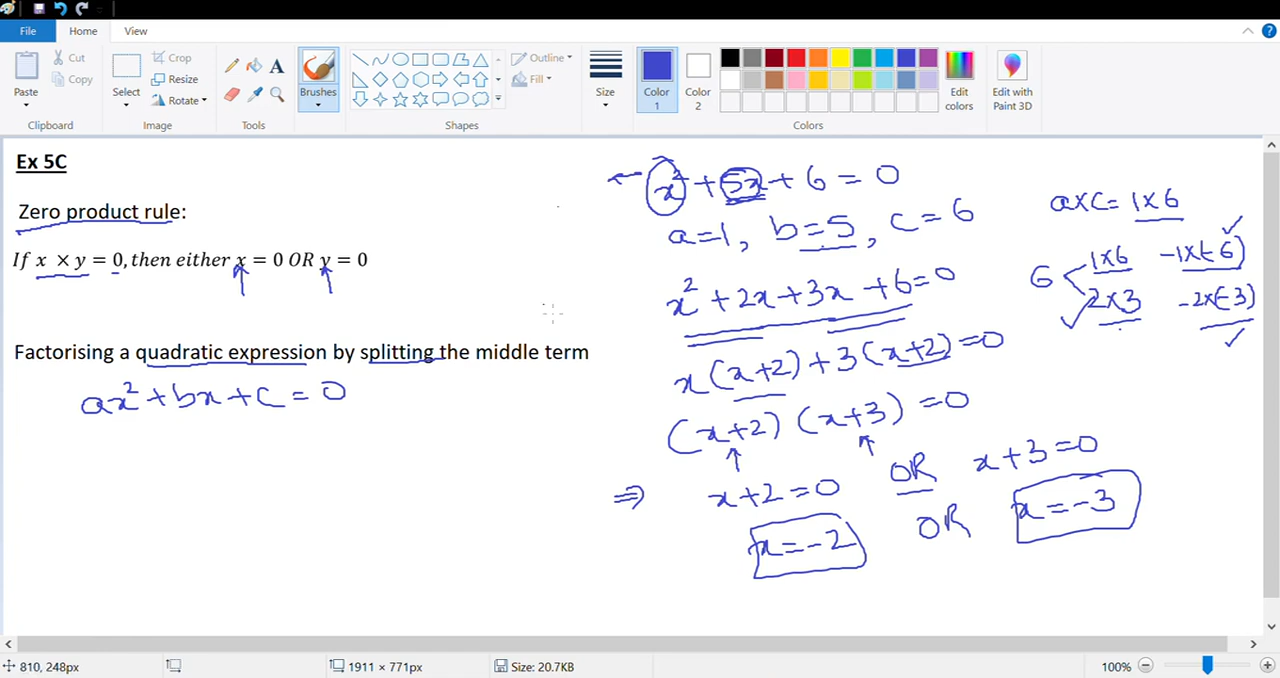 File Home View
Paste
Cut
Copy
Clipboard
Select
Crop
Resize
Rotate
Image
A
Tools
Brushes
Outline
Fill
Shapes
Size
Color 1
Color 2
Edit colors
Colors
Edit with Paint 3D
Ex 5C
Zero product rule:
If x × y = 0, then either x = 0 OR y = 0
Factorising a quadratic expression by splitting the middle term
ax² + bx + c = 0
x² + 5x + 6 = 0
a=1, b=5, c=6
x² + 2x + 3x + 6 = 0
x(x+2) + 3(x+2) = 0
(x+2) (x+3) = 0
⇒ x+2=0 OR x+3=0
x=-2 OR x=-3
a×c = 1×6
6 1×6 -1×(-6)
2×3 -2×(-3)
810, 248px 1911 × 771px Size: 20.7KB 100%